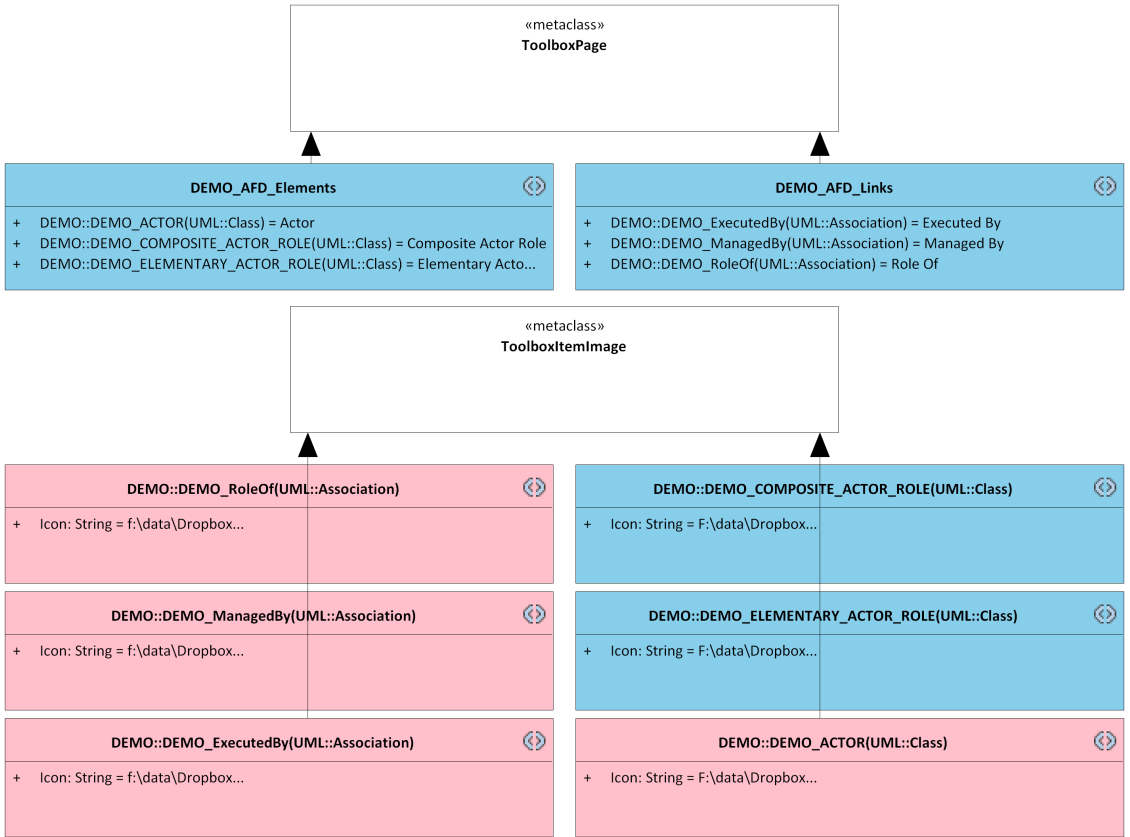 «metaclass»
ToolboxPage
DEMO_AFD_Elements
+ DEMO::DEMO_ACTOR(UML::Class) = Actor
+ DEMO::DEMO_COMPOSITE_ACTOR_ROLE(UML::Class) = Composite Actor Role
+ DEMO::DEMO_ELEMENTARY_ACTOR_ROLE(UML::Class) = Elementary Acto...
DEMO_AFD_Links
+ DEMO::DEMO_ExecutedBy(UML::Association) = Executed By
+ DEMO::DEMO_ManagedBy(UML::Association) = Managed By
+ DEMO::DEMO_RoleOf(UML::Association) = Role Of
«metaclass»
ToolboxItemImage
DEMO::DEMO_RoleOf(UML::Association)
+ Icon: String = f:\data\Dropbox...
DEMO::DEMO_COMPOSITE_ACTOR_ROLE(UML::Class)
+ Icon: String = F:\data\Dropbox...
DEMO::DEMO_ManagedBy(UML::Association)
+ Icon: String = f:\data\Dropbox...
DEMO::DEMO_ELEMENTARY_ACTOR_ROLE(UML::Class)
+ Icon: String = F:\data\Dropbox...
DEMO::DEMO_ExecutedBy(UML::Association)
+ Icon: String = f:\data\Dropbox...
DEMO::DEMO_ACTOR(UML::Class)
+ Icon: String = F:\data\Dropbox...